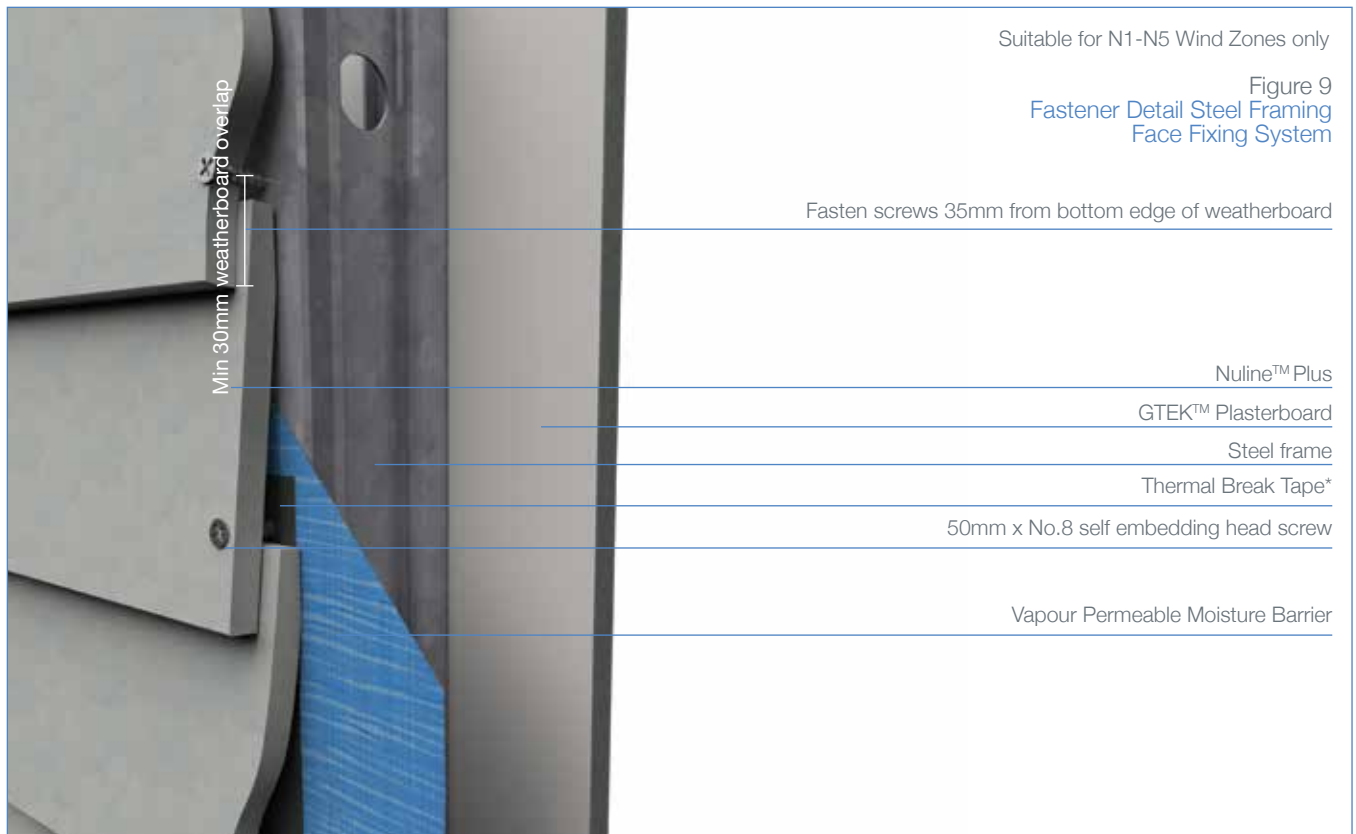 Suitable for N1-N5 Wind Zones only
Figure 9
Fastener Detail Steel Framing
Face Fixing System
Min 30mm weatherboard overlap
Fasten screws 35mm from bottom edge of weatherboard
Nuline™ Plus
GTEK™ Plasterboard
Steel frame
Thermal Break Tape*
50mm x No.8 self embedding head screw
Vapour Permeable Moisture Barrier